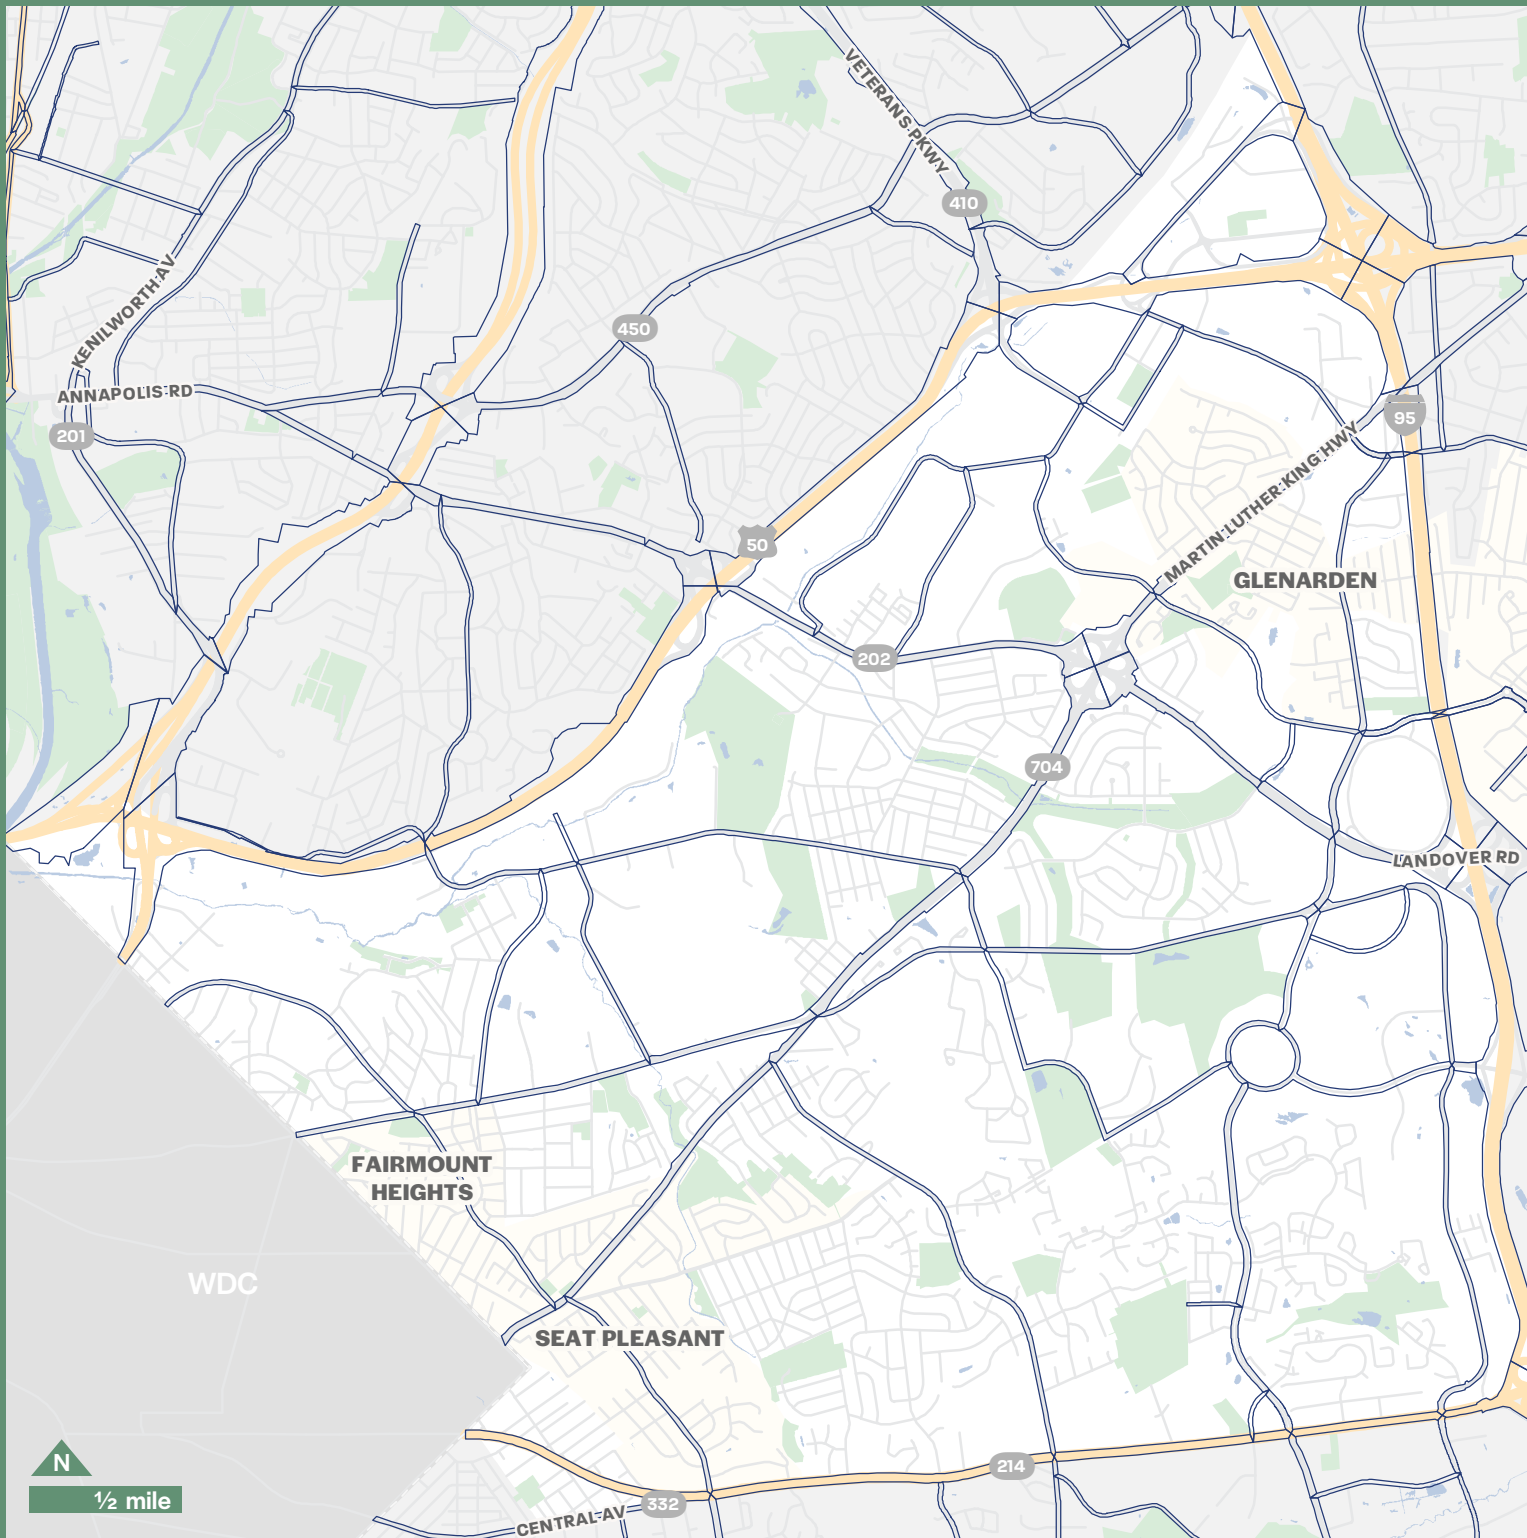 VETERANS PKWY
410
KENILWORTH AV
450
ANNAPOLIS RD
201
95
MARTIN LUTHER KING HWY
50
GLENARDEN
202
704
LANDOVER RD
FAIRMOUNT
HEIGHTS
WDC
SEAT PLEASANT
N
214
½ mile
332
CENTRAL AV